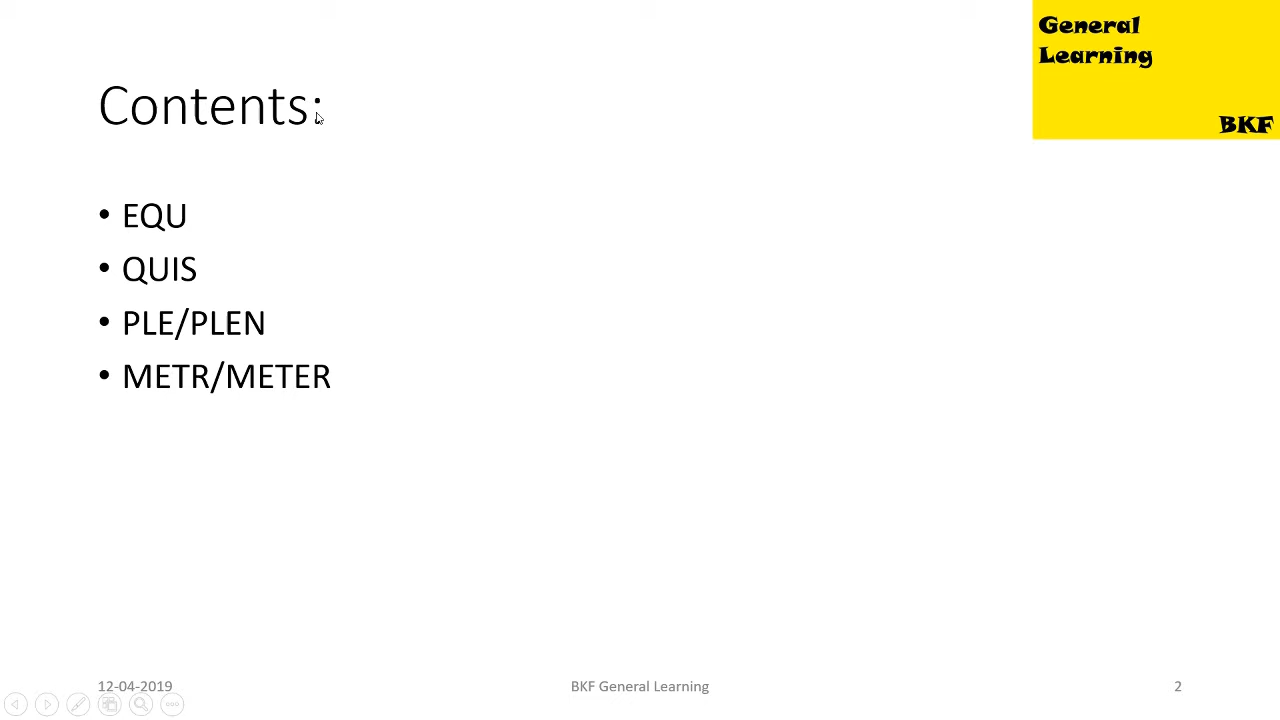 General
Learning
BKF
Contents:
• EQU
• QUIS
• PLE/PLEN
• METR/METER
12-04-2019
BKF General Learning
2